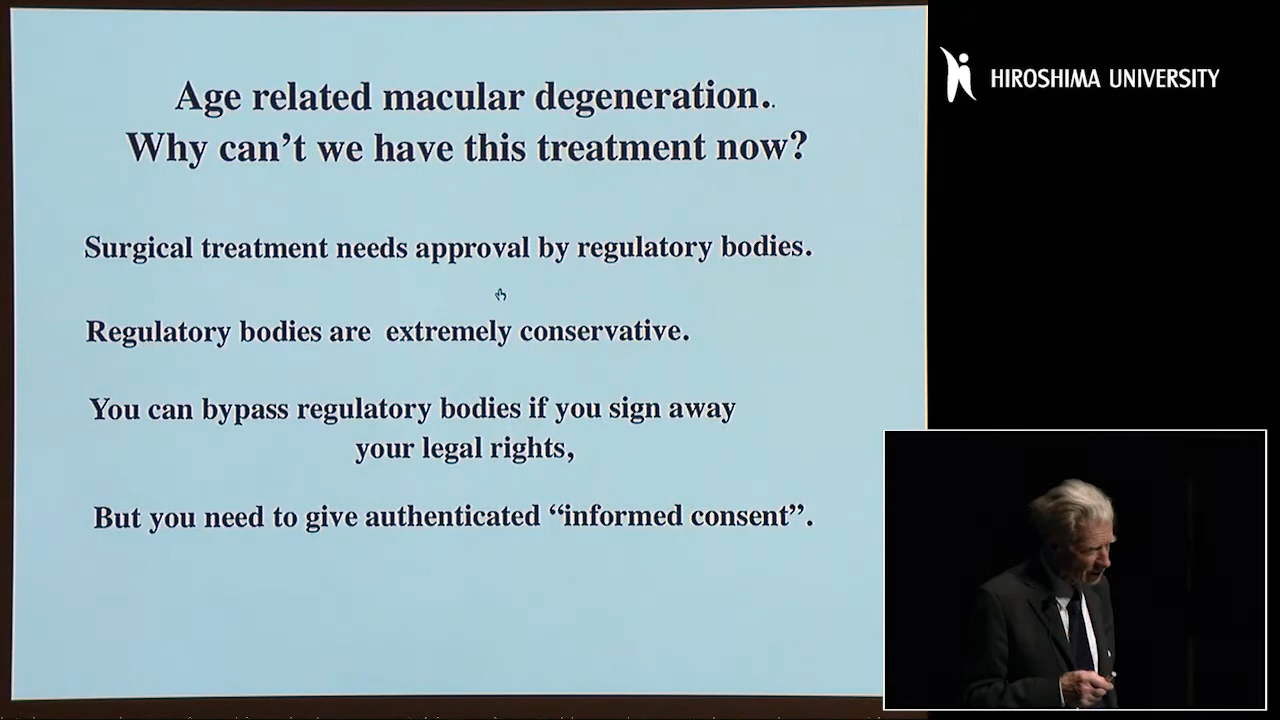 Age related macular degeneration..
Why can't we have this treatment now?
Surgical treatment needs approval by regulatory bodies.
Regulatory bodies are extremely conservative.
You can bypass regulatory bodies if you sign away
your legal rights,
But you need to give authenticated “informed consent”.
HIROSHIMA UNIVERSITY